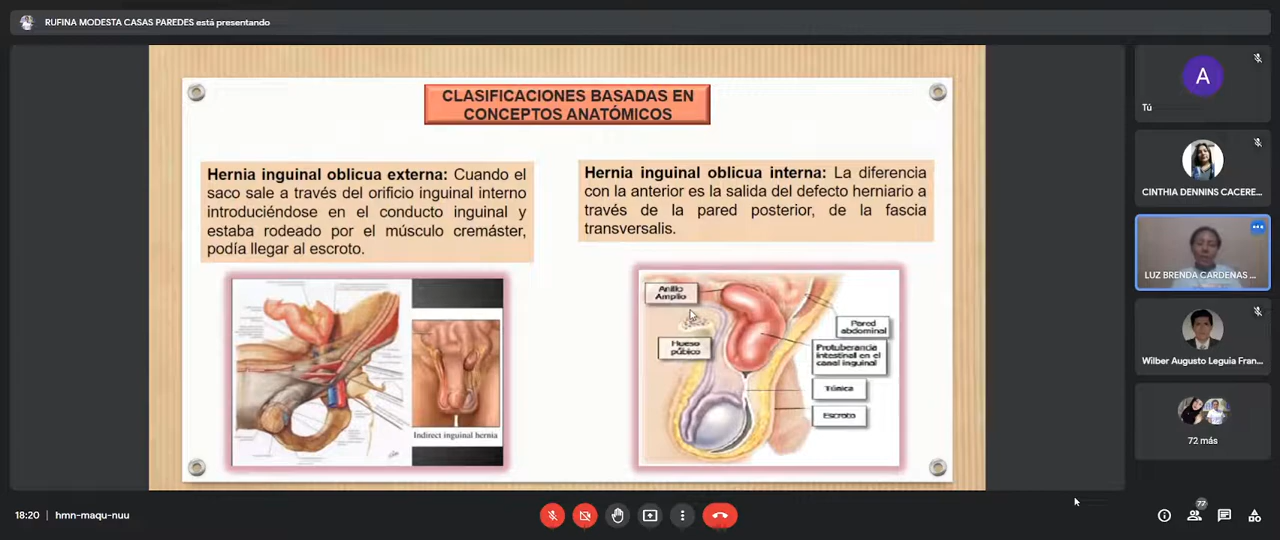 RUFINA MODESTA CASAS PAREDES está presentando
CLASIFICACIONES BASADAS EN
CONCEPTOS ANATÓMICOS
Hernia inguinal oblicua externa: Cuando el
saco sale a través del orificio inguinal interno
introduciéndose en el conducto inguinal y
estaba rodeado por el músculo cremáster,
podía llegar al escroto.
Hernia inguinal oblicua interna: La diferencia
con la anterior es la salida del defecto herniario a
través de la pared posterior, de la fascia
transversalis.
Indirect inguinal hernia
Anillo
Amplio
Hueso
púbico
Pared
abdominal
Protuberancia
intestinal en el
canal inguinal
Túnica
Escroto
A
Tú
CINTHIA DENNINS CACERE...
LUZ BRENDA CARDENAS ...
Wilber Augusto Leguia Fran...
72 más
18:20 | hmn-maqu-nuu
77